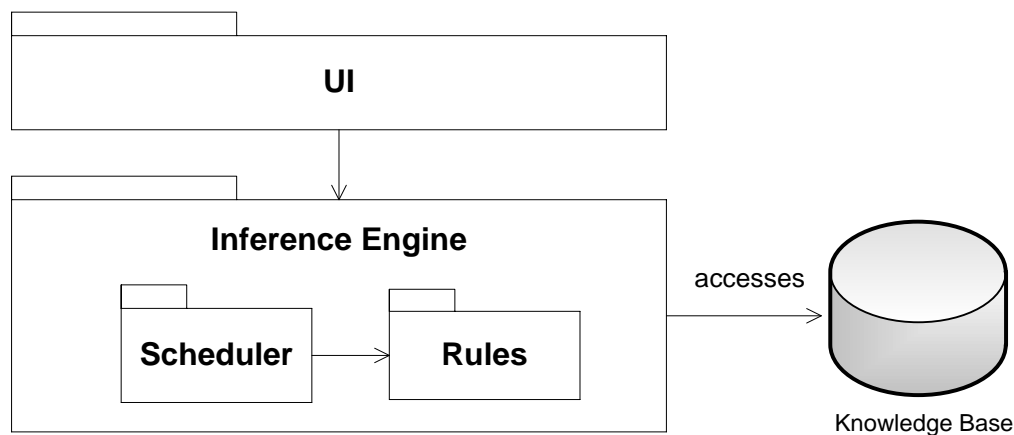 UI
Inference Engine
accesses
Scheduler
Rules
Knowledge Base